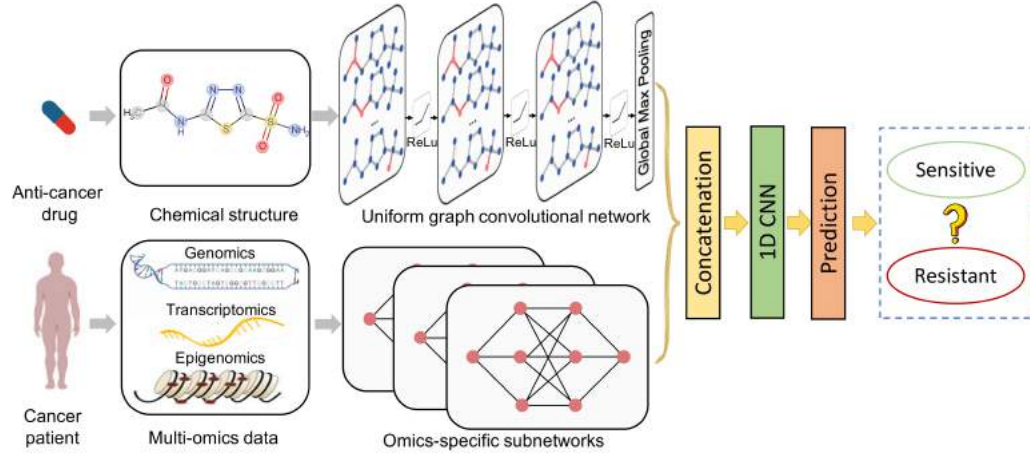 O
H₃C
N
N
N
H
S
O
S
NH₂
O
...
...
...
ReLu
ReLu
ReLu
Global Max Pooling
Anti-cancer
drug
Chemical structure
Uniform graph convolutional network
Genomics
Transcriptomics
Epigenomics
Cancer
patient
Multi-omics data
Omics-specific subnetworks
Concatenation
1D CNN
Prediction
Sensitive
?
Resistant